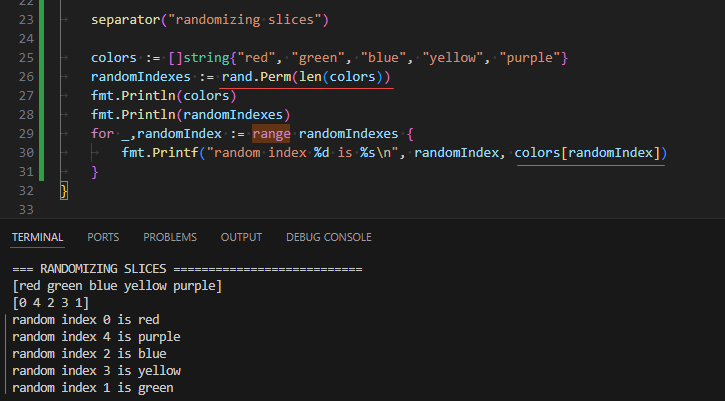 22
23 separator("randomizing slices")
24
25 colors := []string{"red", "green", "blue", "yellow", "purple"}
26 randomIndexes := rand.Perm(len(colors))
27 fmt.Println(colors)
28 fmt.Println(randomIndexes)
29 for _,randomIndex := range randomIndexes {
30 fmt.Printf("random index %d is %s\n", randomIndex, colors[randomIndex])
31 }
32 }
33
TERMINAL PORTS PROBLEMS OUTPUT DEBUG CONSOLE
=== RANDOMIZING SLICES ===========================
[red green blue yellow purple]
[0 4 2 3 1]
random index 0 is red
random index 4 is purple
random index 2 is blue
random index 3 is yellow
random index 1 is green